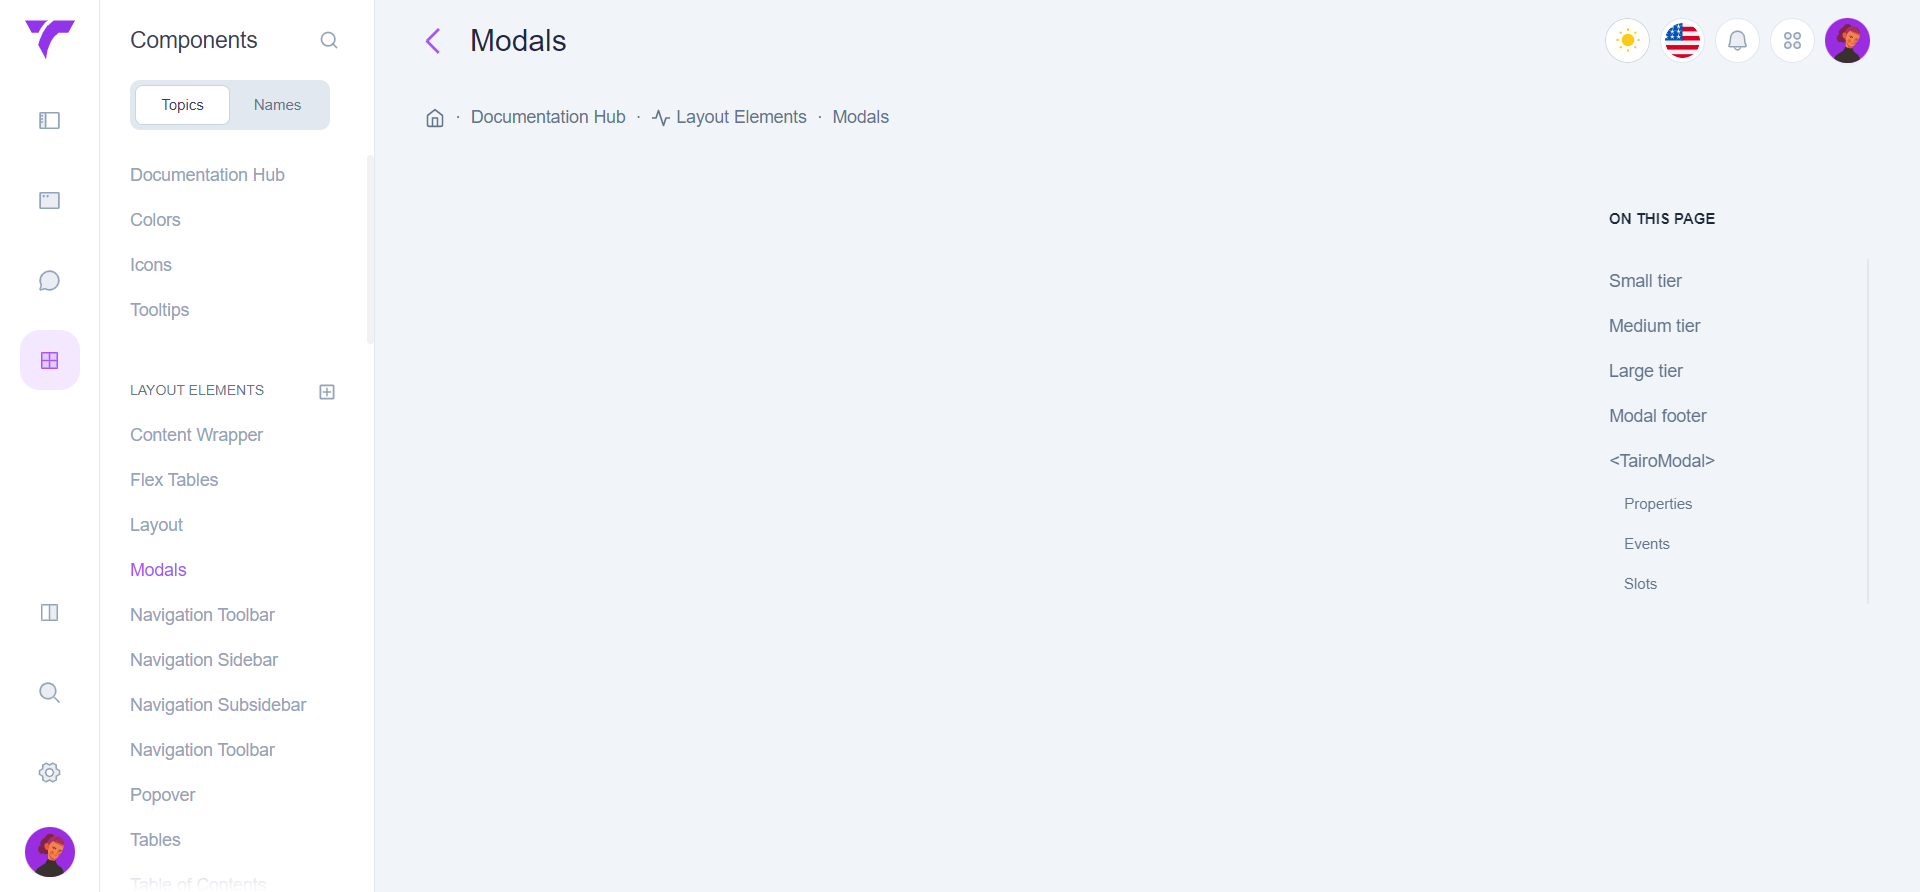 Components
Topics
Names
Documentation Hub
Colors
Icons
Tooltips
LAYOUT ELEMENTS
Content Wrapper
Flex Tables
Layout
Modals
Navigation Toolbar
Navigation Sidebar
Navigation Subsidebar
Navigation Toolbar
Popover
Tables
Table of Contents
Modals
· Documentation Hub · Layout Elements · Modals
ON THIS PAGE
Small tier
Medium tier
Large tier
Modal footer
<TairoModal>
Properties
Events
Slots